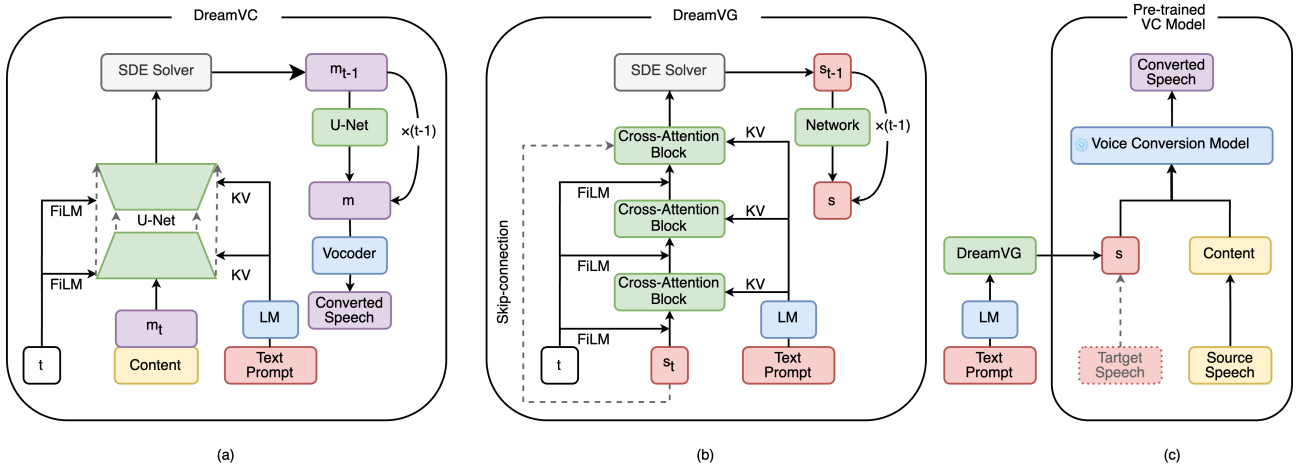 DreamVC
SDE Solver
m_t-1
U-Net
×(t-1)
m
Vocoder
Converted
Speech
FiLM
KV
U-Net
FiLM
KV
m_t
Content
LM
Text
Prompt
t
(a)
DreamVG
SDE Solver
s_t-1
Network
×(t-1)
s
Cross-Attention
Block
KV
FiLM
Cross-Attention
Block
KV
FiLM
Cross-Attention
Block
KV
FiLM
Skip-connection
LM
Text
Prompt
t
s_t
(b)
Pre-trained
VC Model
Converted
Speech
Voice Conversion Model
DreamVG
s
Content
LM
Text
Prompt
Tartget
Speech
Source
Speech
(c)